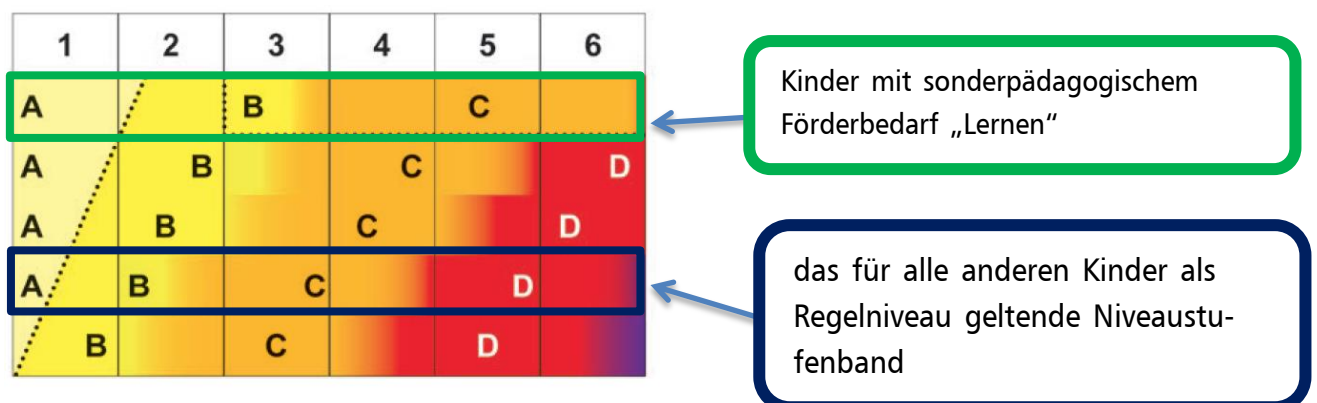 1 2 3 4 5 6
A B C
A B C D
A B C D
A B C D
B C D
Kinder mit sonderpädagogischem
Förderbedarf „Lernen“
das für alle anderen Kinder als
Regelniveau geltende Niveaustu-
fenband